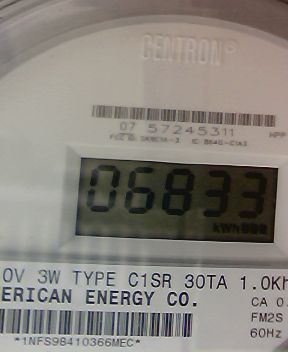 CENTRON®
07 57245311
06833
kWh
0V 3W TYPE C1SR 30TA 1.0Kh
ERICAN ENERGY CO.
CA 0.
FM2S
60Hz
*1NFS98410366MEC*